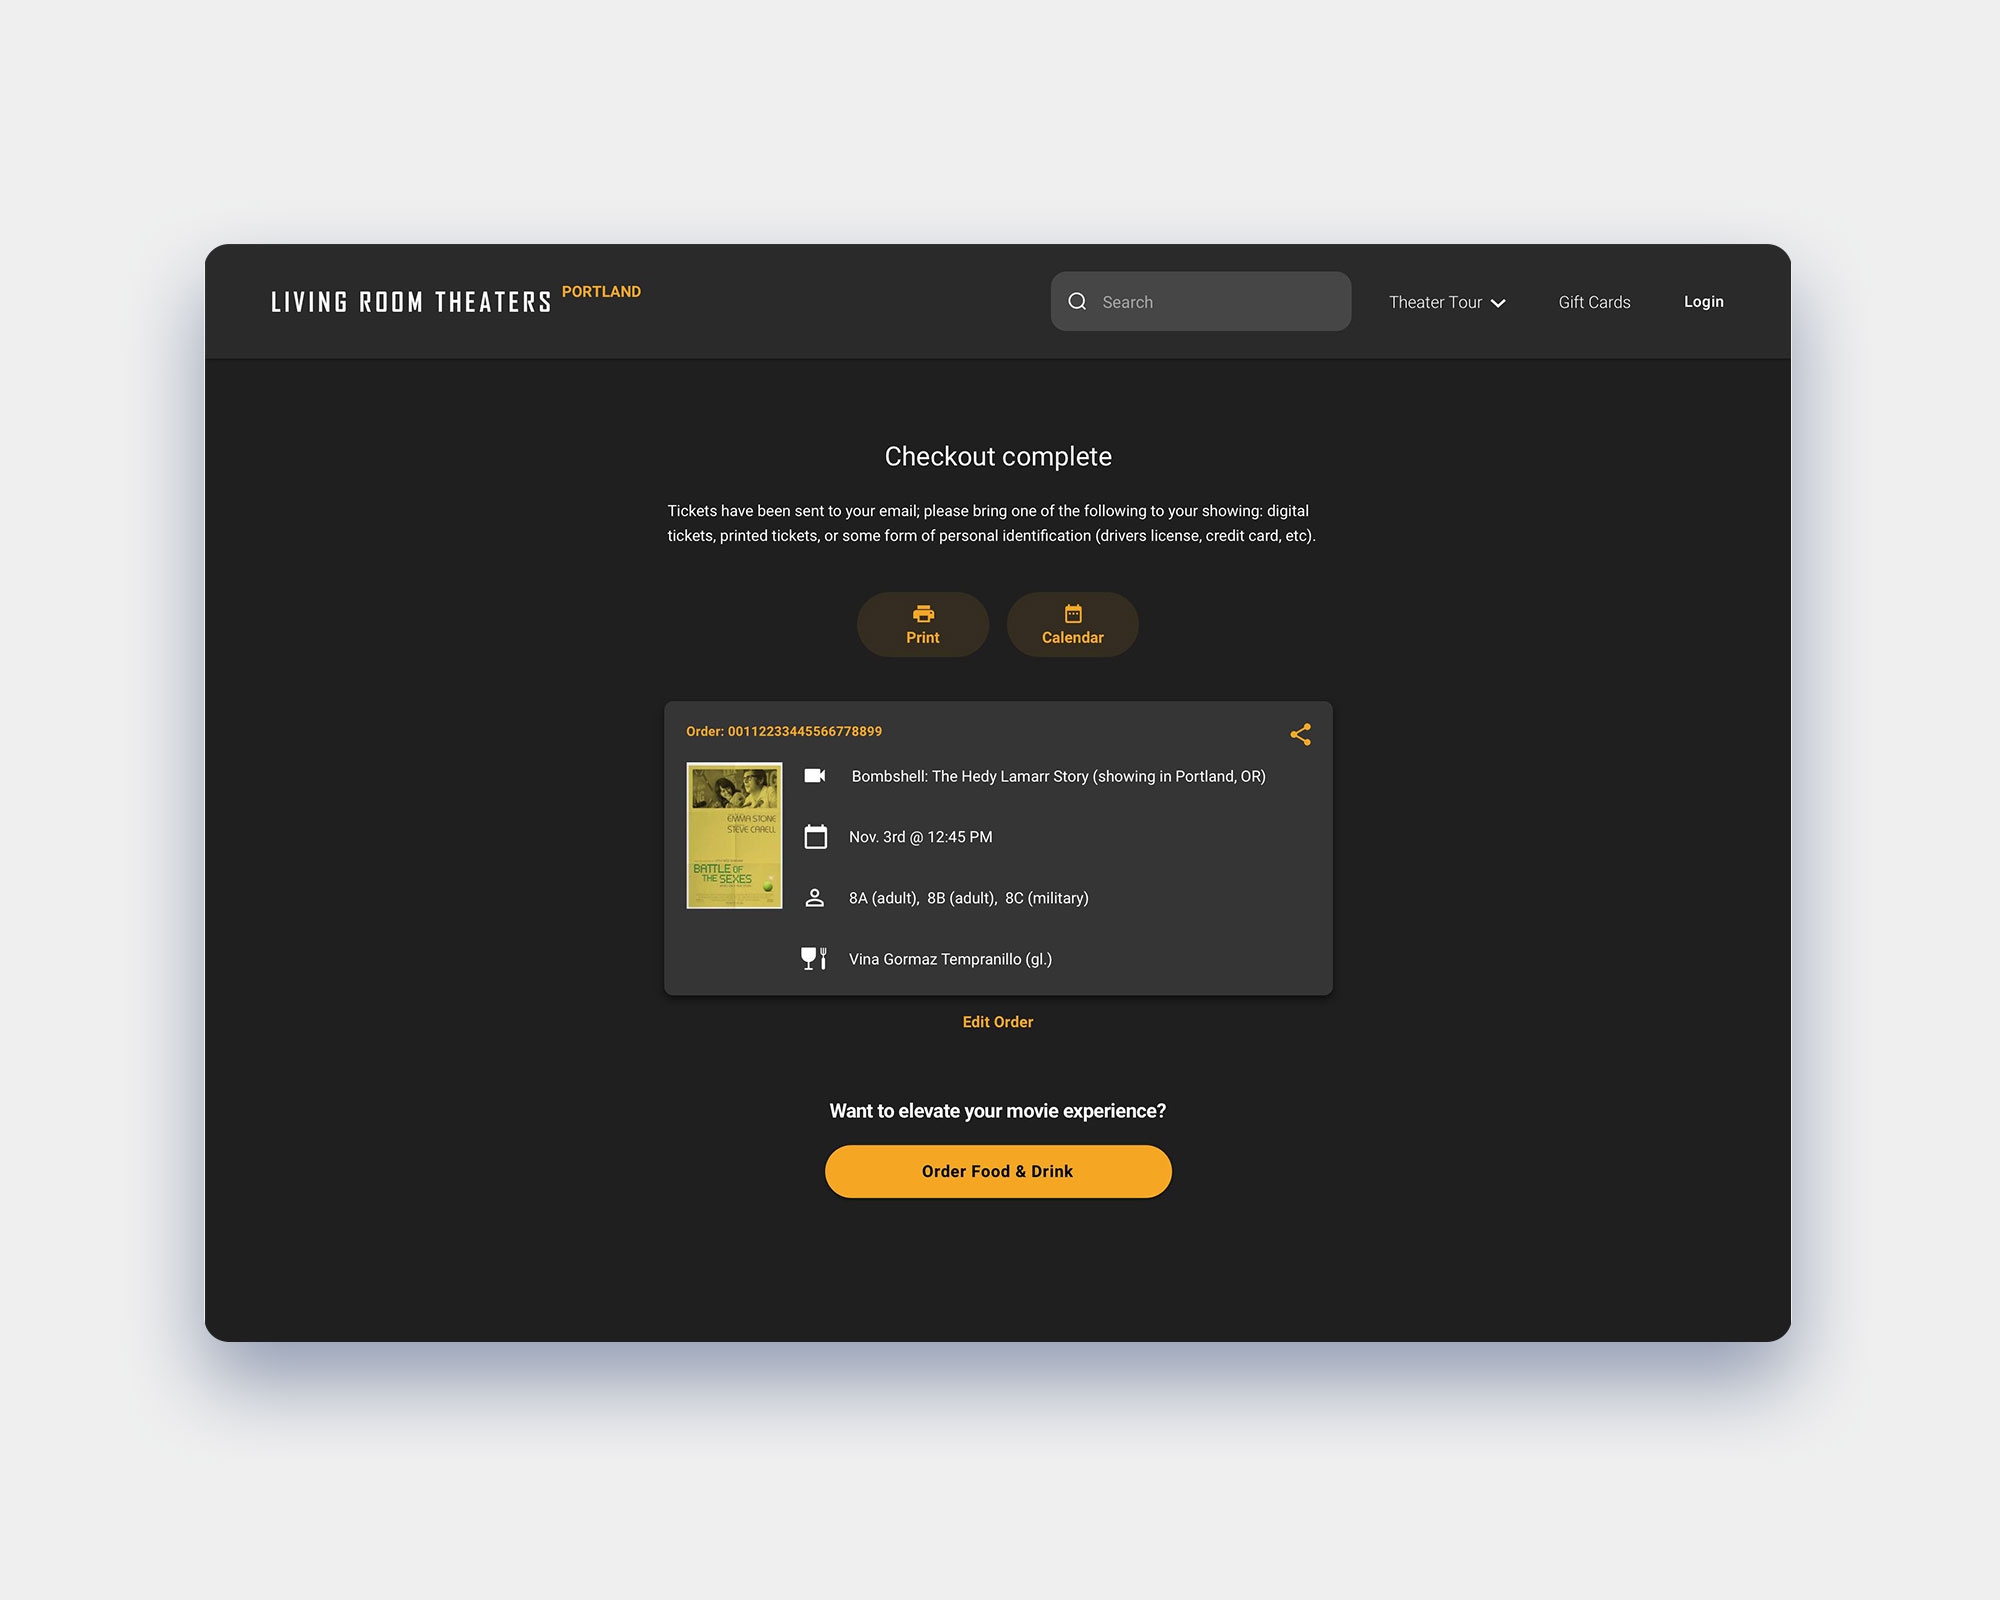 LIVING ROOM THEATERS PORTLAND
Search
Theater Tour
Gift Cards
Login
Checkout complete
Tickets have been sent to your email; please bring one of the following to your showing: digital
tickets, printed tickets, or some form of personal identification (drivers license, credit card, etc).
Print
Calendar
Order: 00112233445566778899
EMMA STONE
STEVE CARELL
BATTLE OF
THE SEXES
Bombshell: The Hedy Lamarr Story (showing in Portland, OR)
Nov. 3rd @ 12:45 PM
8A (adult), 8B (adult), 8C (military)
Vina Gormaz Tempranillo (gl.)
Edit Order
Want to elevate your movie experience?
Order Food & Drink